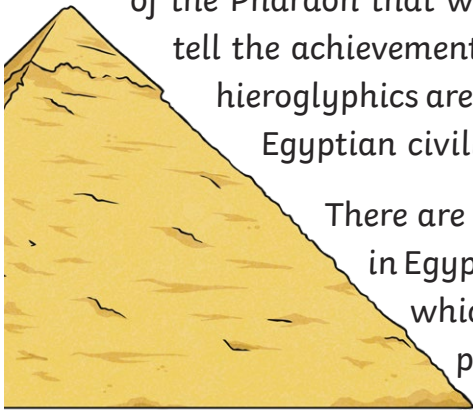 of the Pharaoh that w
tell the achievement
hieroglyphics are
Egyptian civil
There are
in Egyp
whic
p